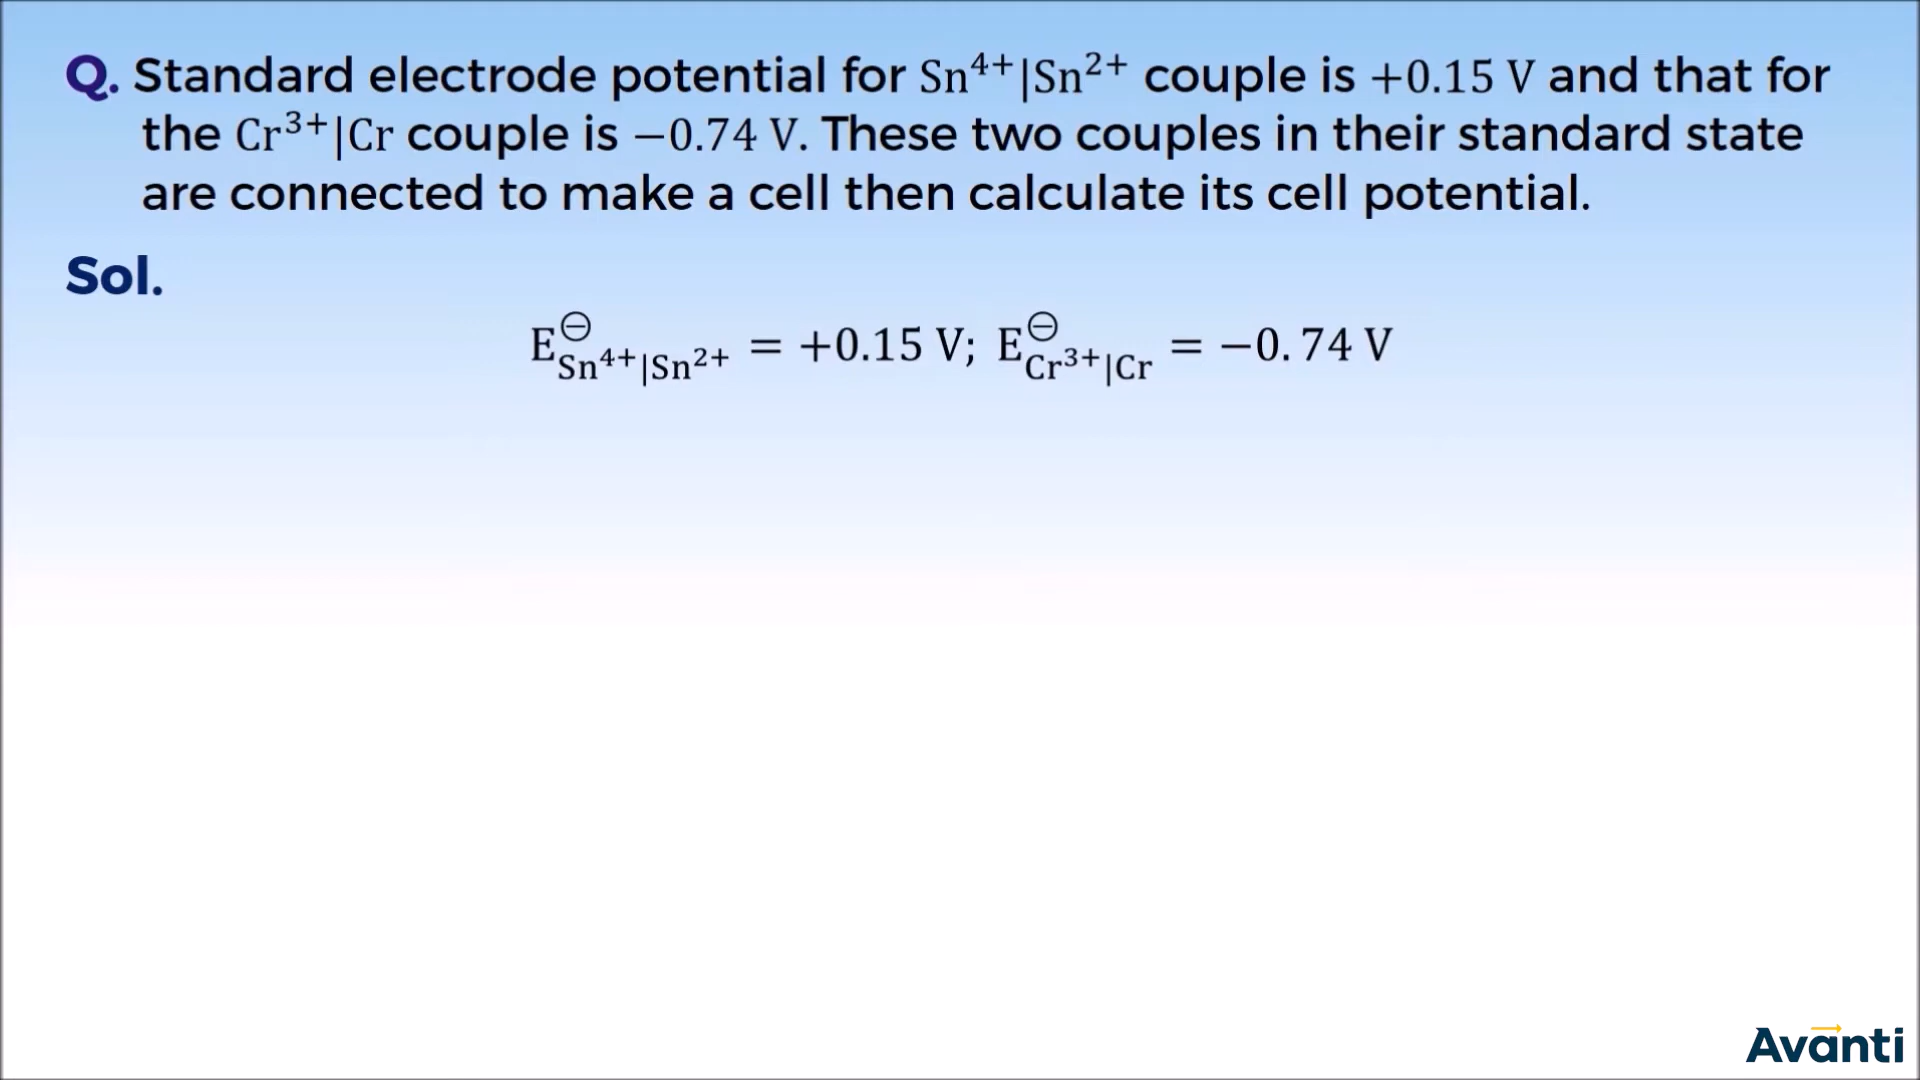 Q. Standard electrode potential for Sn⁴⁺|Sn²⁺ couple is +0.15 V and that for
the Cr³⁺|Cr couple is −0.74 V. These two couples in their standard state
are connected to make a cell then calculate its cell potential.
Sol.
E⊖Sn⁴⁺|Sn²⁺ = +0.15 V; E⊖Cr³⁺|Cr = −0. 74 V
Avanti